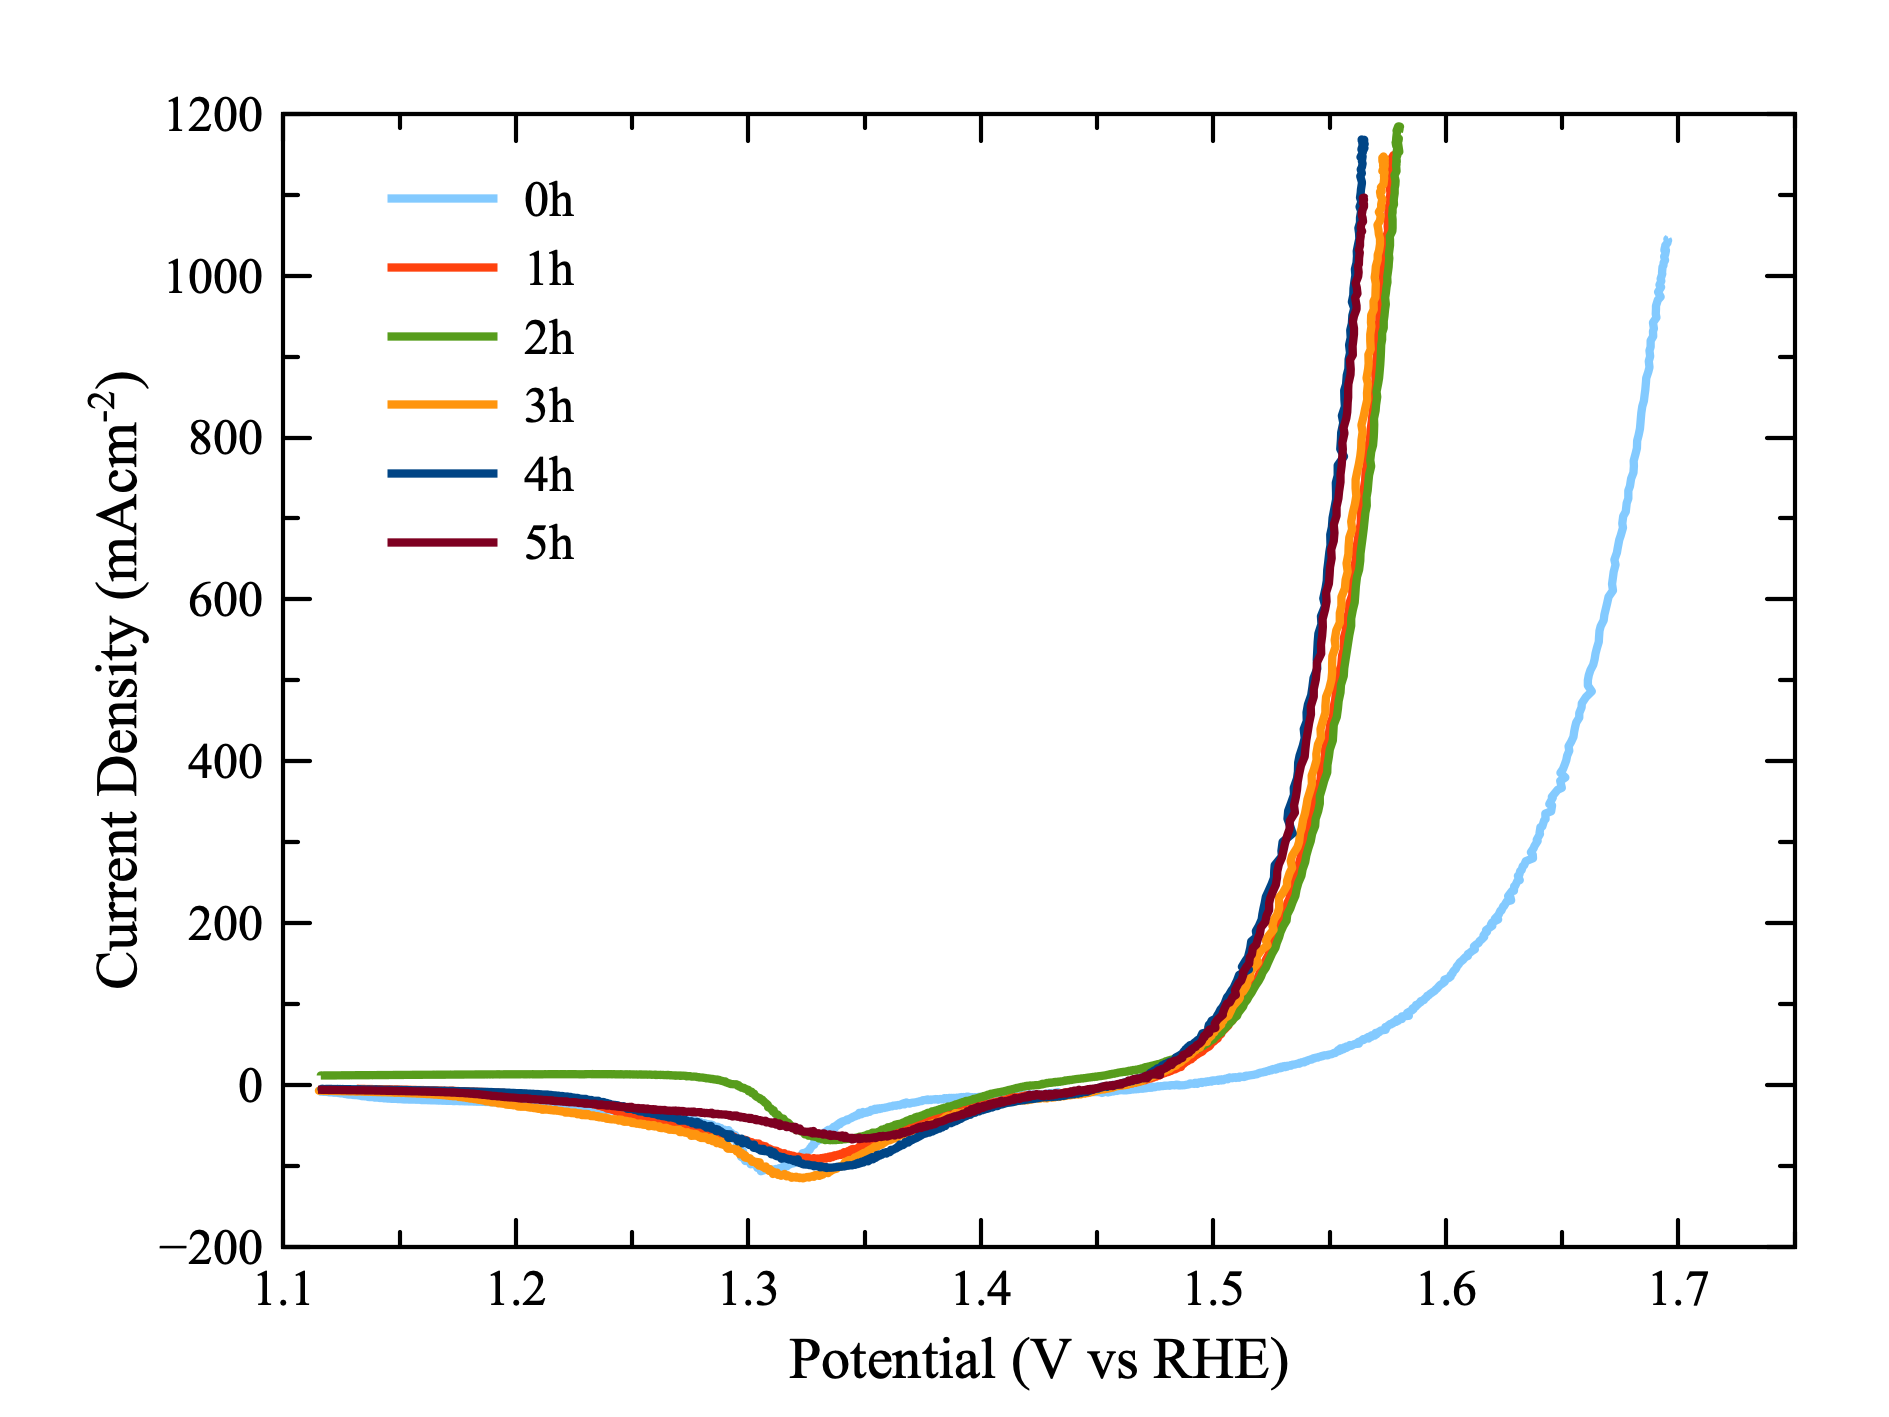 1200
1000
800
600
400
200
0
−200
1.1 1.2 1.3 1.4 1.5 1.6 1.7
Current Density (mAcm-2)
Potential (V vs RHE)
0h
1h
2h
3h
4h
5h